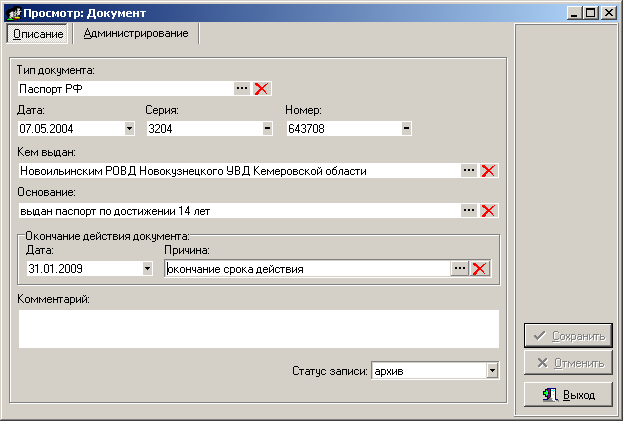 Просмотр: Документ
Описание Администрирование
Тип документа:
Паспорт РФ
Дата: Серия: Номер:
07.05.2004 3204 643708
Кем выдан:
Новоильинским РОВД Новокузнецкого УВД Кемеровской области
Основание:
выдан паспорт по достижении 14 лет
Окончание действия документа:
Дата: Причина:
31.01.2009 окончание срока действия
Комментарий:
Сохранить
Отменить
Статус записи: архив
Выход